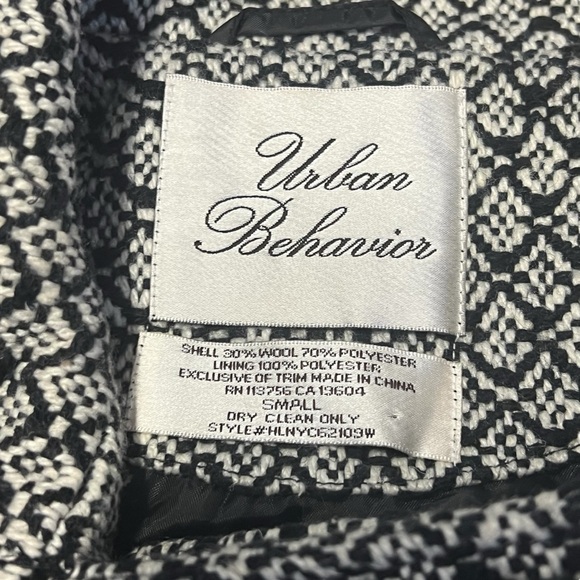 Urban
Behavior
SHELL 30% WOOL 70% POLYESTER
LINING 100% POLYESTER
EXCLUSIVE OF TRIM MADE IN CHINA
RN 113756 CA 19604
SMALL
DRY CLEAN ONLY
STYLE#HLNYC62109W